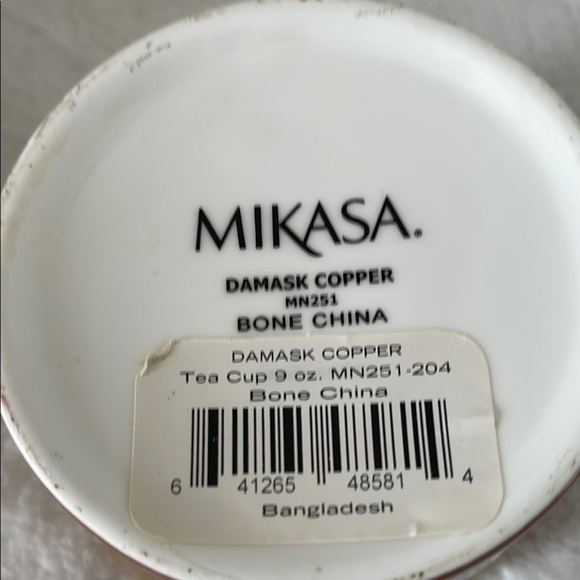 MIKASA.
DAMASK COPPER
MN251
BONE CHINA
DAMASK COPPER
Tea Cup 9 oz. MN251-204
Bone China
6 41265 48581 4
Bangladesh